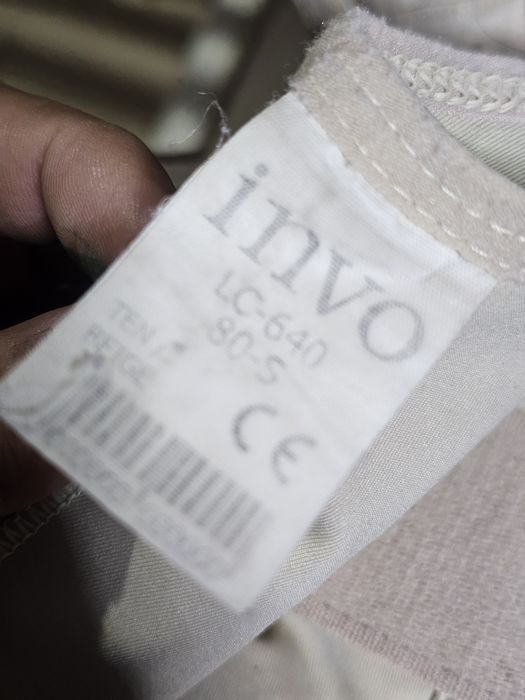 invo
LC-640
80-S
TEN /
BEIGE
CE